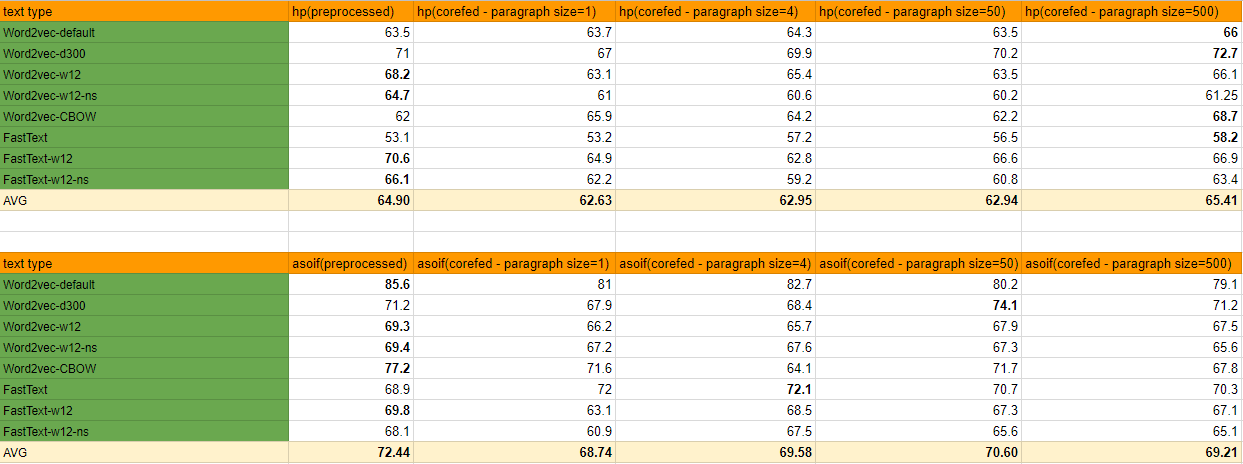 text type hp(preprocessed) hp(corefed - paragraph size=1) hp(corefed - paragraph size=4) hp(corefed - paragraph size=50) hp(corefed - paragraph size=500)
Word2vec-default 63.5 63.7 64.3 63.5 66
Word2vec-d300 71 67 69.9 70.2 72.7
Word2vec-w12 68.2 63.1 65.4 63.5 66.1
Word2vec-w12-ns 64.7 61 60.6 60.2 61.25
Word2vec-CBOW 62 65.9 64.2 62.2 68.7
FastText 53.1 53.2 57.2 56.5 58.2
FastText-w12 70.6 64.9 62.8 66.6 66.9
FastText-w12-ns 66.1 62.2 59.2 60.8 63.4
AVG 64.90 62.63 62.95 62.94 65.41
text type asoif(preprocessed) asoif(corefed - paragraph size=1) asoif(corefed - paragraph size=4) asoif(corefed - paragraph size=50) asoif(corefed - paragraph size=500)
Word2vec-default 85.6 81 82.7 80.2 79.1
Word2vec-d300 71.2 67.9 68.4 74.1 71.2
Word2vec-w12 69.3 66.2 65.7 67.9 67.5
Word2vec-w12-ns 69.4 67.2 67.6 67.3 65.6
Word2vec-CBOW 77.2 71.6 64.1 71.7 67.8
FastText 68.9 72 72.1 70.7 70.3
FastText-w12 69.8 63.1 68.5 67.3 67.1
FastText-w12-ns 68.1 60.9 67.5 65.6 65.1
AVG 72.44 68.74 69.58 70.60 69.21